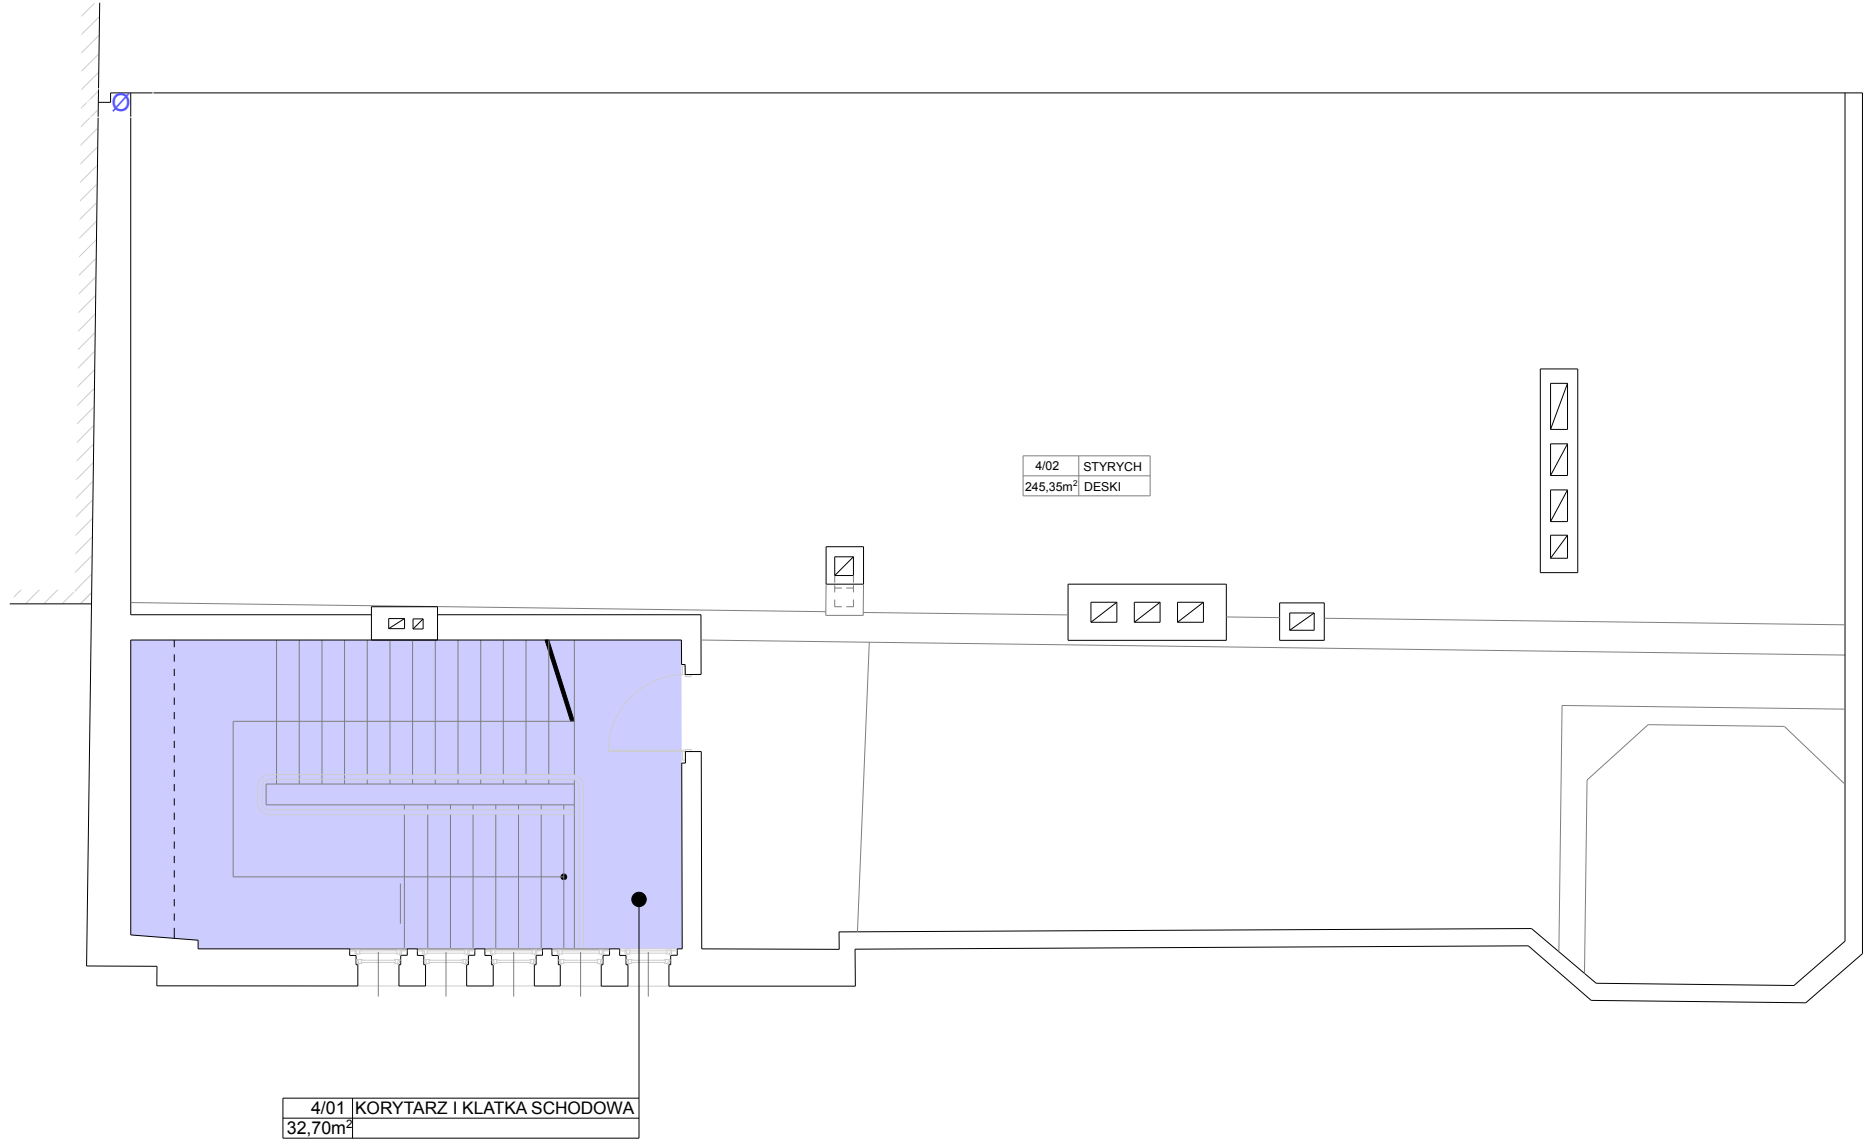 4/02 STYRYCH
245,35m² DESKI
4/01 KORYTARZ I KLATKA SCHODOWA
32,70m²